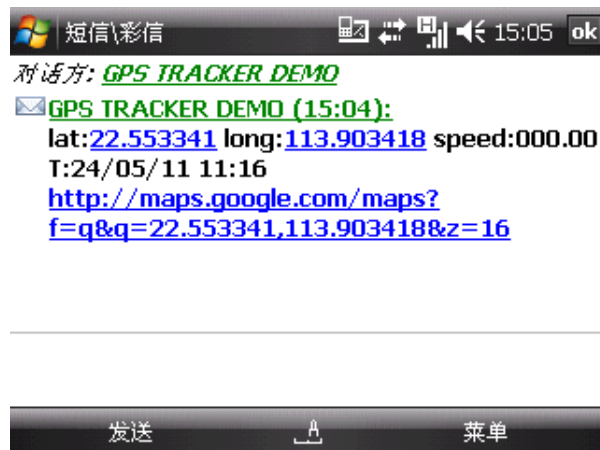 短信\彩信 15:05 ok
对话方: GPS TRACKER DEMO
GPS TRACKER DEMO (15:04):
lat:22.553341 long:113.903418 speed:000.00
T:24/05/11 11:16
http://maps.google.com/maps?
f=q&q=22.553341,113.903418&z=16
发送 A 菜单